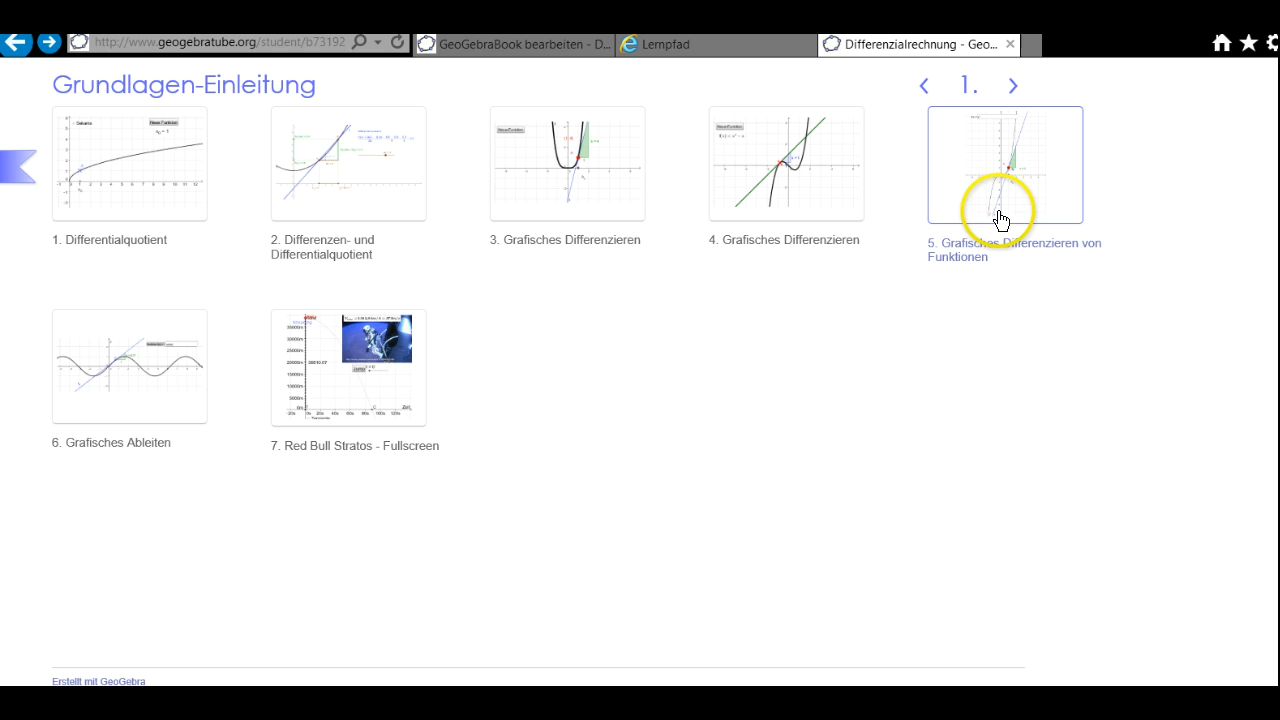 http://www.geogebratube.org/student/b73192
GeoGebraBook bearbeiten - D...
Lernpfad
Differenzialrechnung - Geo...
Grundlagen-Einleitung
1.
Neue Funktion
1. Differentialquotient
2. Differenzen- und
Differentialquotient
3. Grafisches Differenzieren
4. Grafisches Differenzieren
5. Grafisches Differenzieren von
Funktionen
6. Grafisches Ableiten
7. Red Bull Stratos - Fullscreen
Erstellt mit GeoGebra